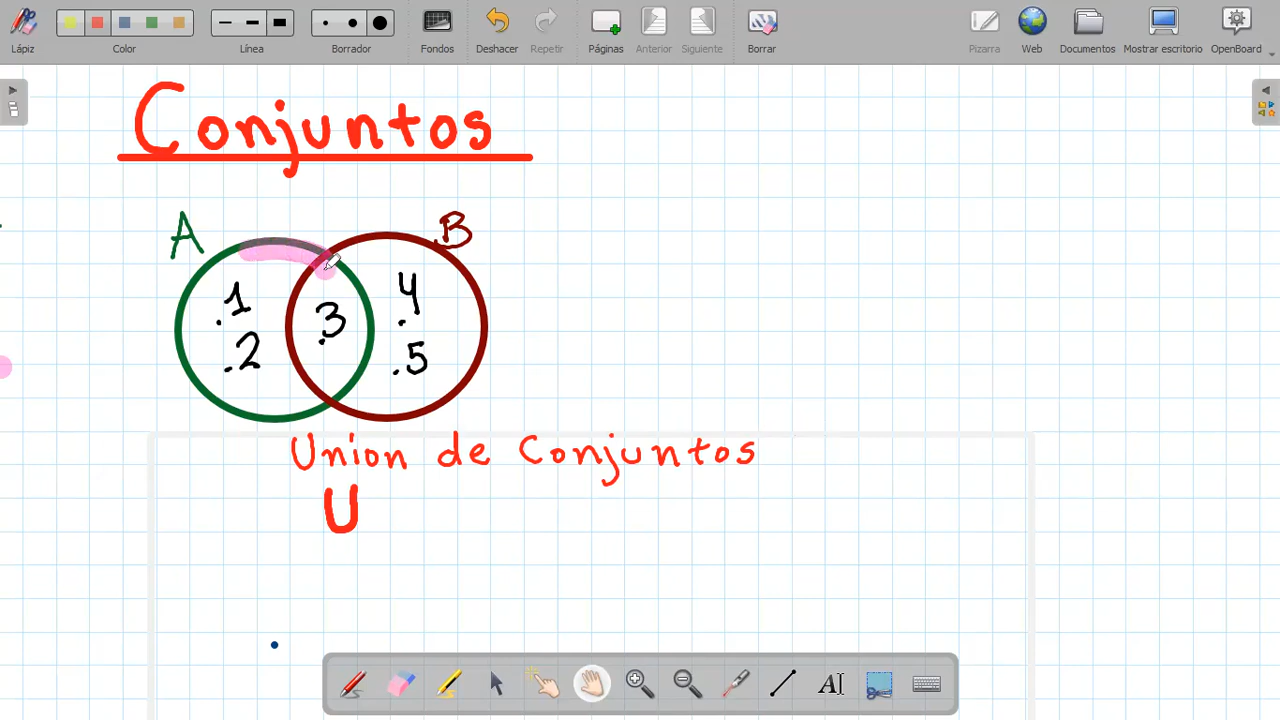 Lápiz Color Línea Borrador Fondos Deshacer Repetir Páginas Anterior Siguiente Borrar Pizarra Web Documentos Mostrar escritorio OpenBoard
Conjuntos
A B
.1 .3 .4
.2 .5
Union de Conjuntos
U